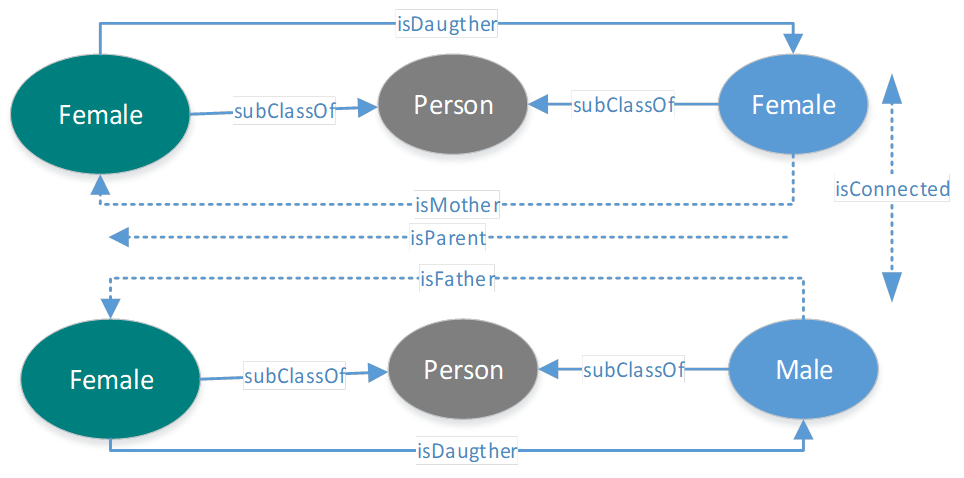 isDaugther
Female
subClassOf
Person
subClassOf
Female
isConnected
isMother
isParent
isFather
Female
subClassOf
Person
subClassOf
Male
isDaugther